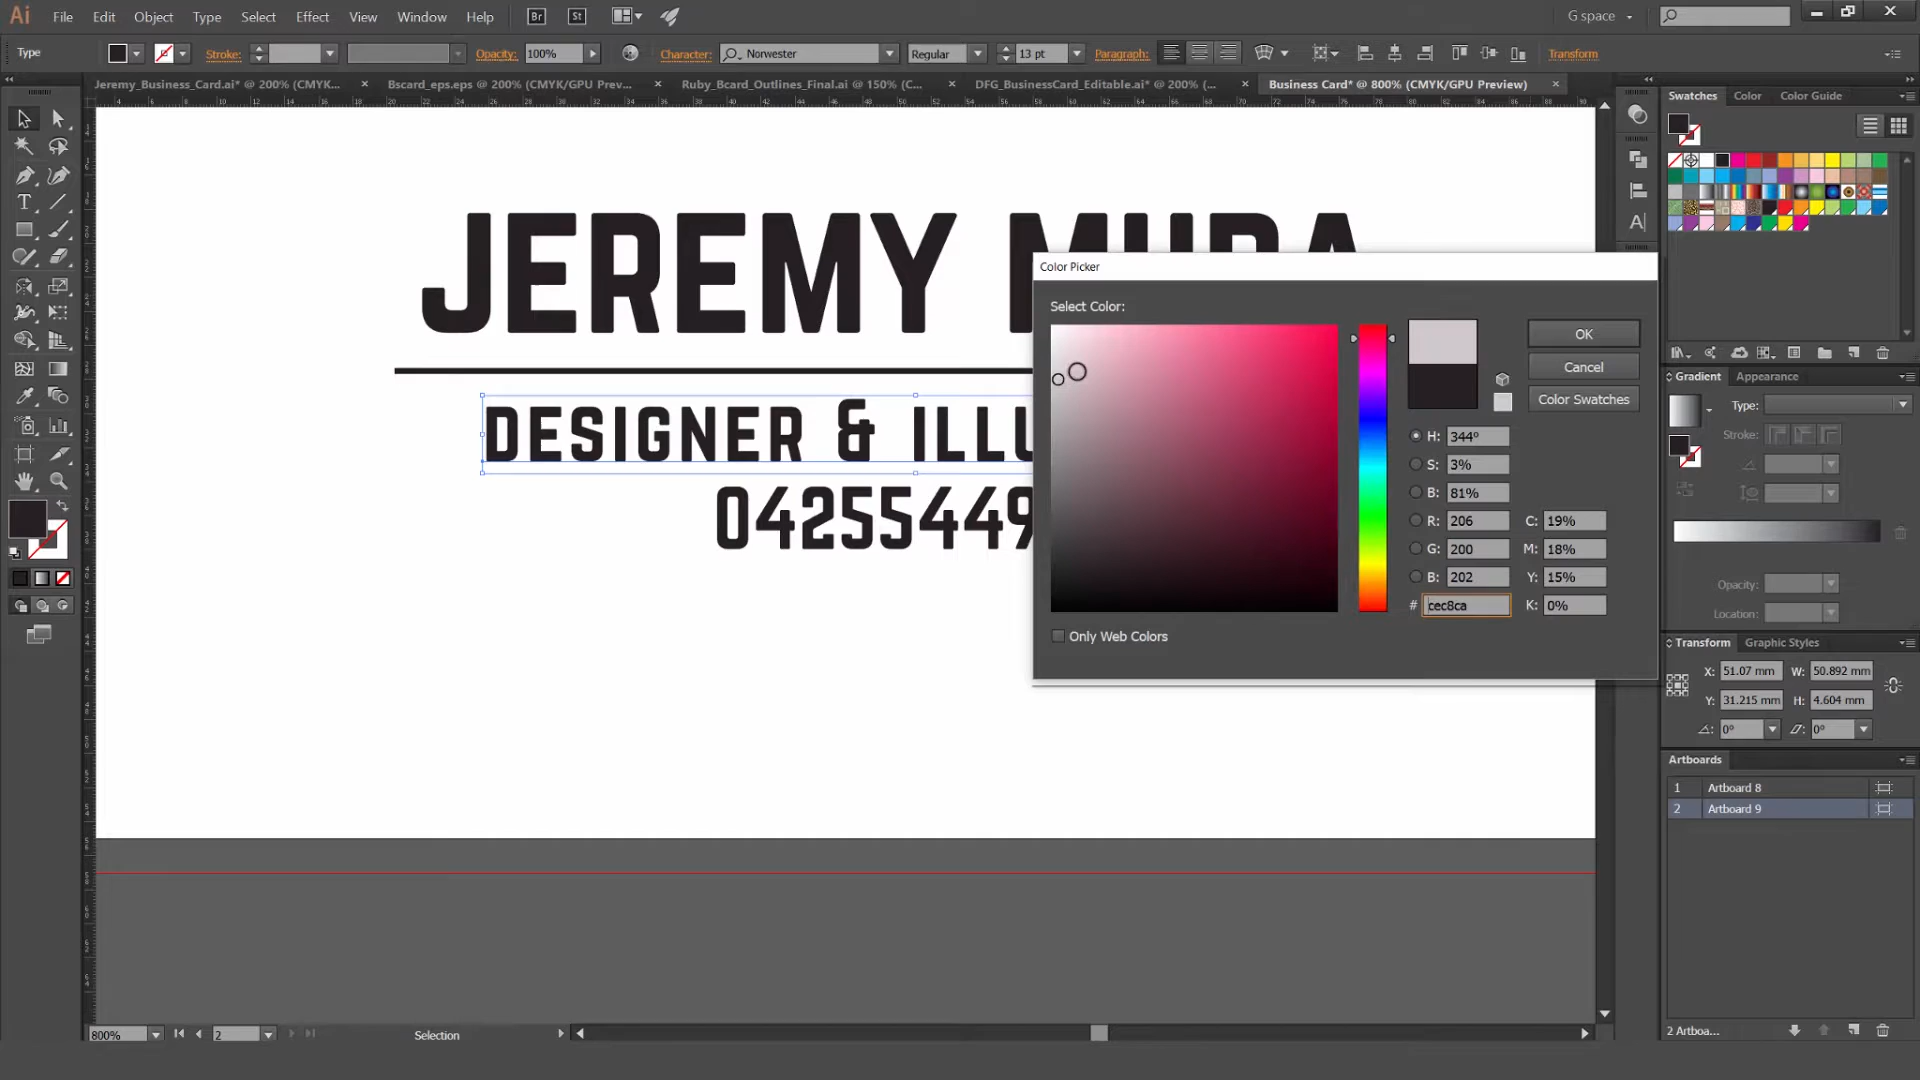 Ai File Edit Object Type Select Effect View Window Help Br St G space
Type Stroke: Opacity: 100% Character: Norwester Regular 13 pt Paragraph: Transform
Jeremy_Business_Card.ai* @ 200% (CMYK... × Bscard_eps.eps @ 200% (CMYK/GPU Prev... × Ruby_Bcard_Outlines_Final.ai @ 150% (C... × DFG_BusinessCard_Editable.ai* @ 200% (... × Business Card* @ 800% (CMYK/GPU Preview) ×
Swatches Color Color Guide
JEREMY
DESIGNER & ILLU
04255449
Color Picker
Select Color:
OK
Cancel
Color Swatches
H: 344°
S: 3%
B: 81%
R: 206 C: 19%
G: 200 M: 18%
B: 202 Y: 15%
# cec8ca K: 0%
Only Web Colors
Gradient Appearance
Type:
Stroke:
Opacity:
Location:
Transform Graphic Styles
X: 51.07 mm W: 50.892 mm
Y: 31.215 mm H: 4.604 mm
0° 0°
Artboards
1 Artboard 8
2 Artboard 9
2 Artboa...
800% 2 Selection